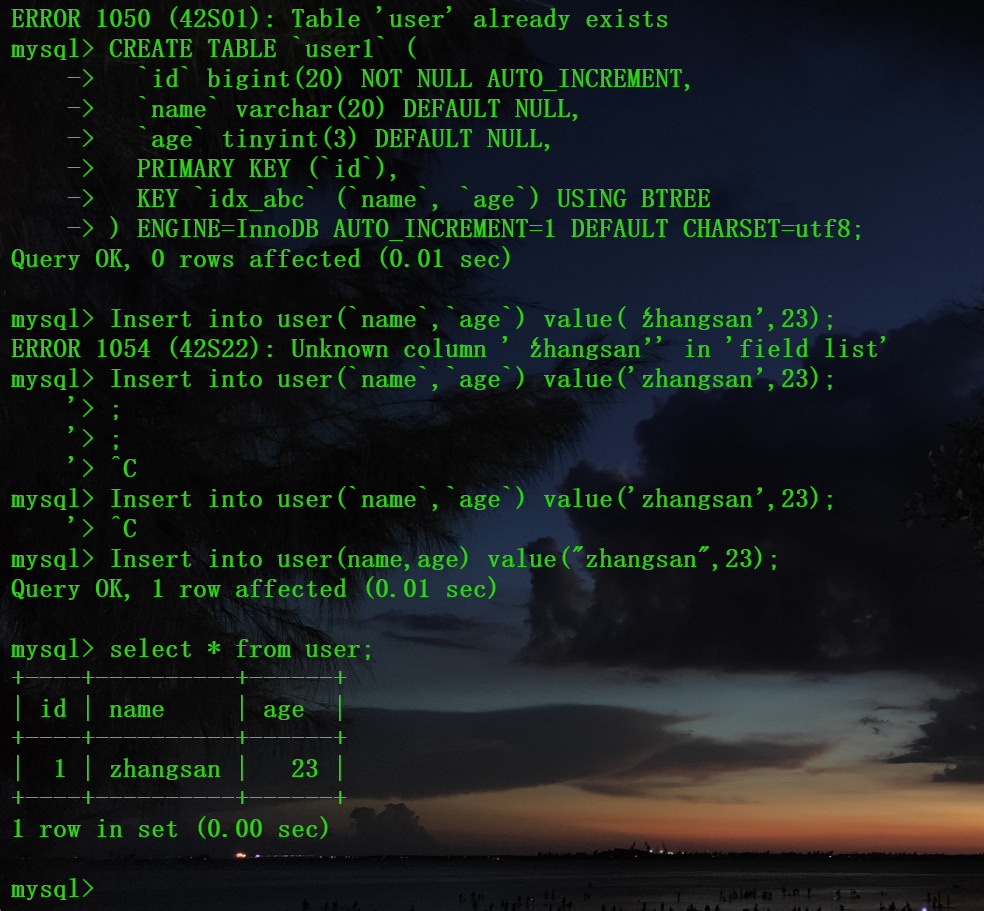 ERROR 1050 (42S01): Table 'user' already exists
mysql> CREATE TABLE `user1` (
    ->   `id` bigint(20) NOT NULL AUTO_INCREMENT,
    ->   `name` varchar(20) DEFAULT NULL,
    ->   `age` tinyint(3) DEFAULT NULL,
    ->   PRIMARY KEY (`id`),
    ->   KEY `idx_abc` (`name`, `age`) USING BTREE
    -> ) ENGINE=InnoDB AUTO_INCREMENT=1 DEFAULT CHARSET=utf8;
Query OK, 0 rows affected (0.01 sec)
mysql> Insert into user(`name`,`age`) value( ‘zhangsan’,23);
ERROR 1054 (42S22): Unknown column ' ‘zhangsan’' in 'field list'
mysql> Insert into user(`name`,`age`) value('zhangsan’,23);
    '> ;
    '> ;
    '> ^C
mysql> Insert into user(`name`,`age`) value('zhangsan’,23);
    '> ^C
mysql> Insert into user(name,age) value("zhangsan",23);
Query OK, 1 row affected (0.01 sec)
mysql> select * from user;
+----+----------+------+
| id | name     | age  |
+----+----------+------+
|  1 | zhangsan |   23 |
+----+----------+------+
1 row in set (0.00 sec)
mysql>